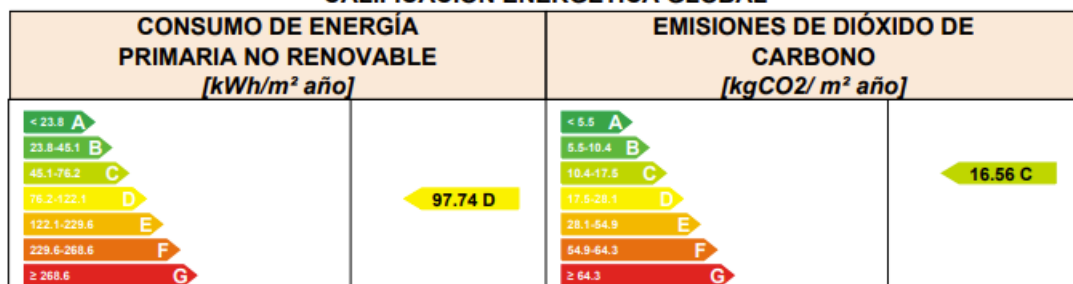 CALIFICACIÓN ENERGÉTICA GLOBAL
CONSUMO DE ENERGÍA
PRIMARIA NO RENOVABLE
[kWh/m² año]
EMISIONES DE DIÓXIDO DE
CARBONO
[kgCO2/ m² año]
< 23.8 A
23.8-45.1 B
45.1-76.2 C
76.2-122.1 D
122.1-229.6 E
229.6-268.6 F
≥ 268.6 G
97.74 D
< 5.5 A
5.5-10.4 B
10.4-17.5 C
17.5-28.1 D
28.1-54.9 E
54.9-64.3 F
≥ 64.3 G
16.56 C